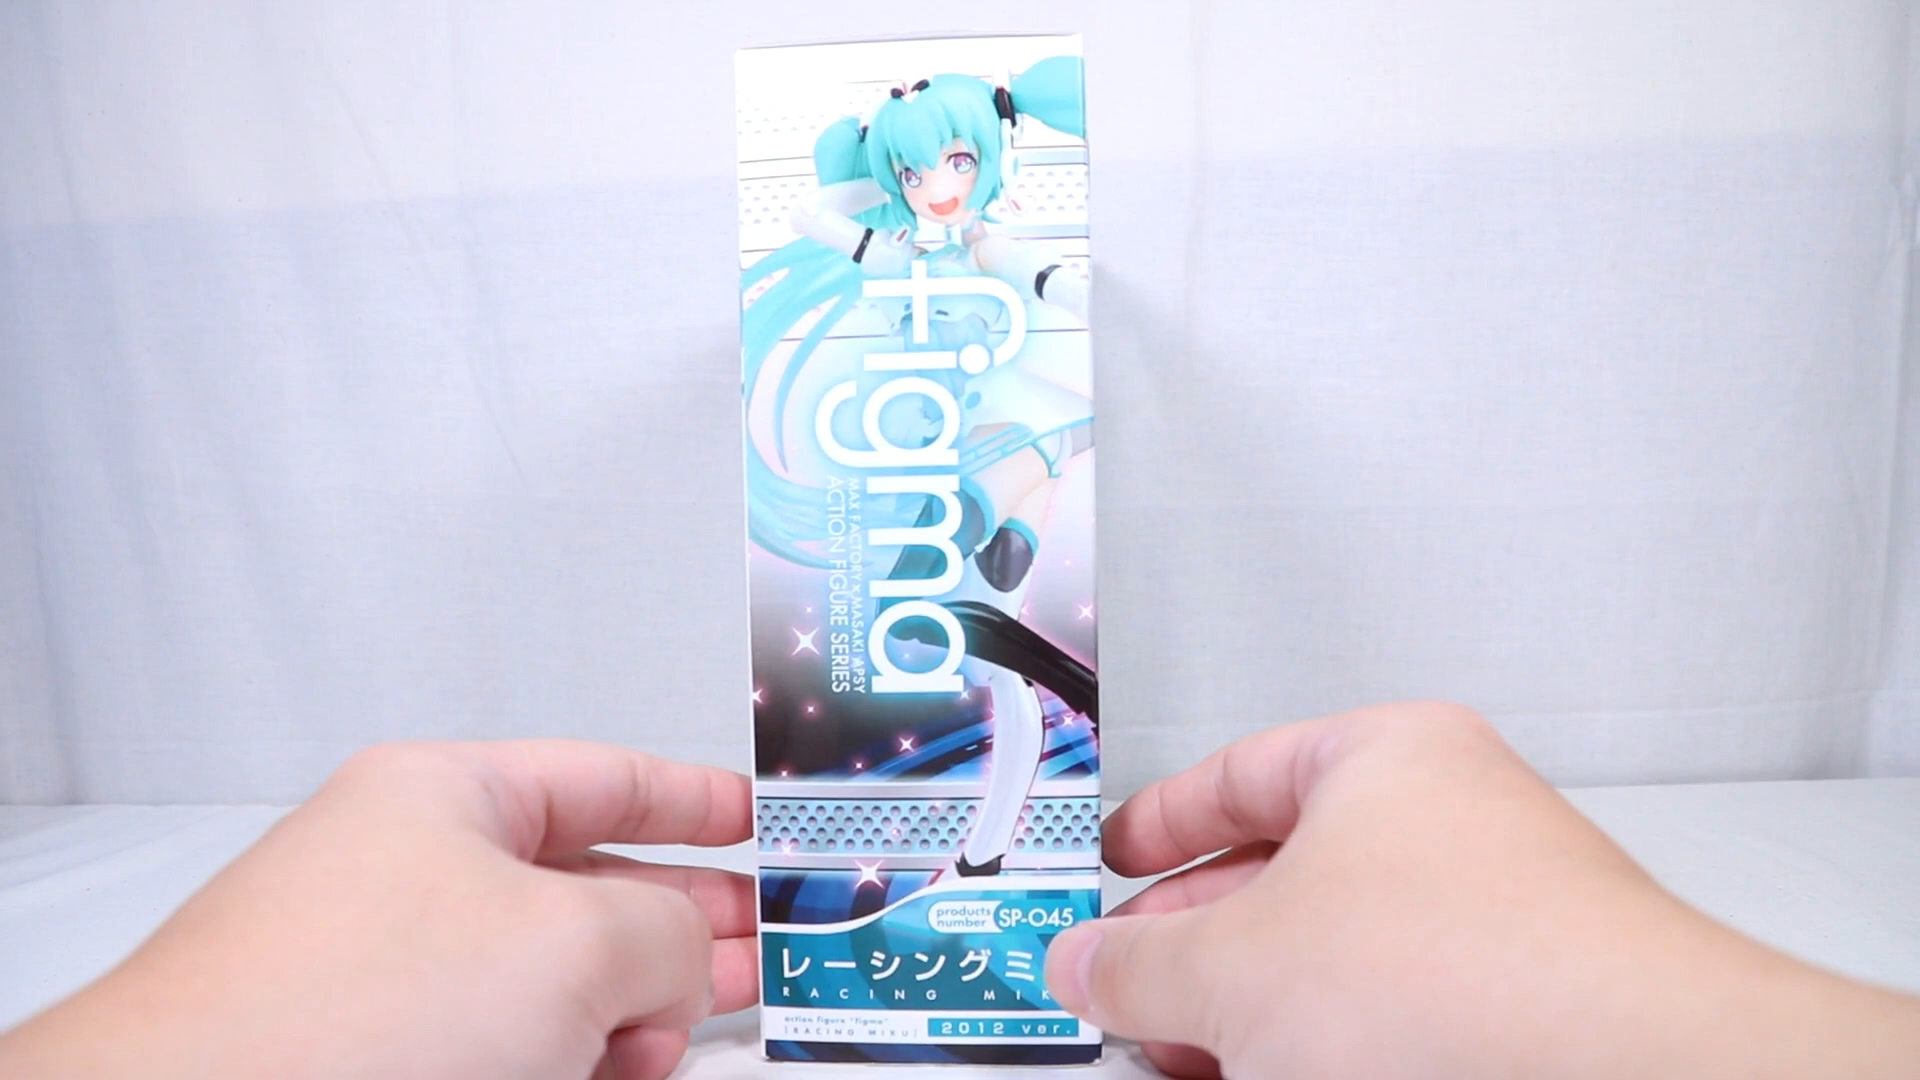 figma
MAX FACTORY x MASAKI APSY
ACTION FIGURE SERIES
products
number
SP-045
レーシングミ
RACING MIK
action figure "figma"
[RACING MIKU]
2012 ver.